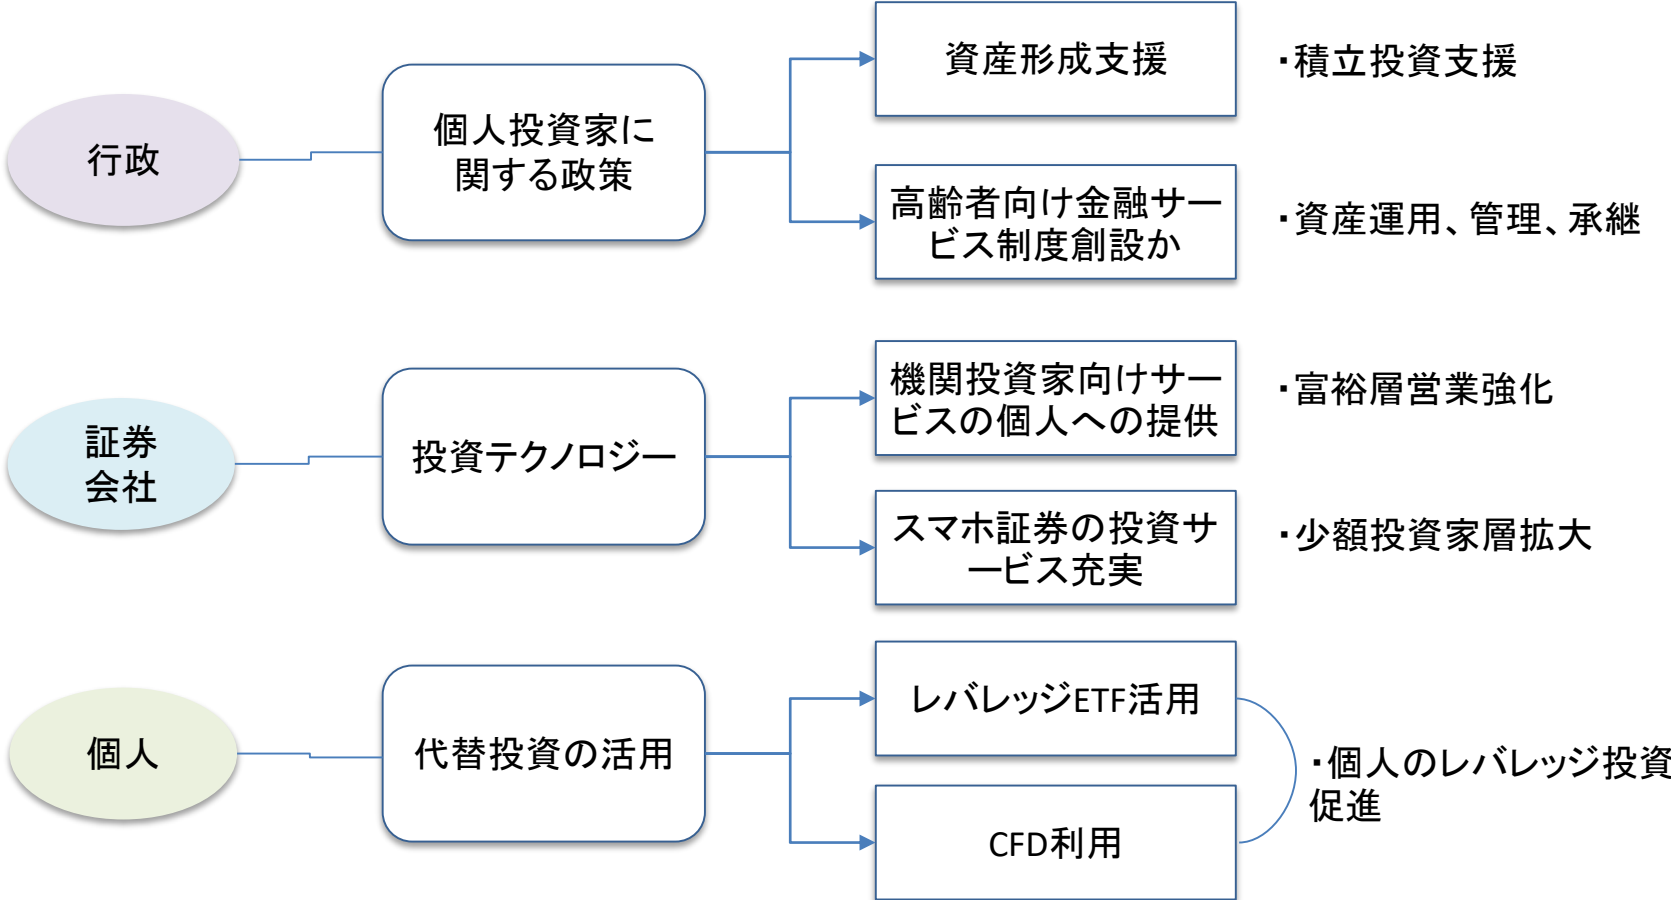 行政
個人投資家に
関する政策
資産形成支援
・積立投資支援
高齢者向け金融サー
ビス制度創設か
・資産運用、管理、承継
証券
会社
投資テクノロジー
機関投資家向けサー
ビスの個人への提供
・富裕層営業強化
スマホ証券の投資サ
ービス充実
・少額投資家層拡大
個人
代替投資の活用
レバレッジETF活用
CFD利用
・個人のレバレッジ投資
促進